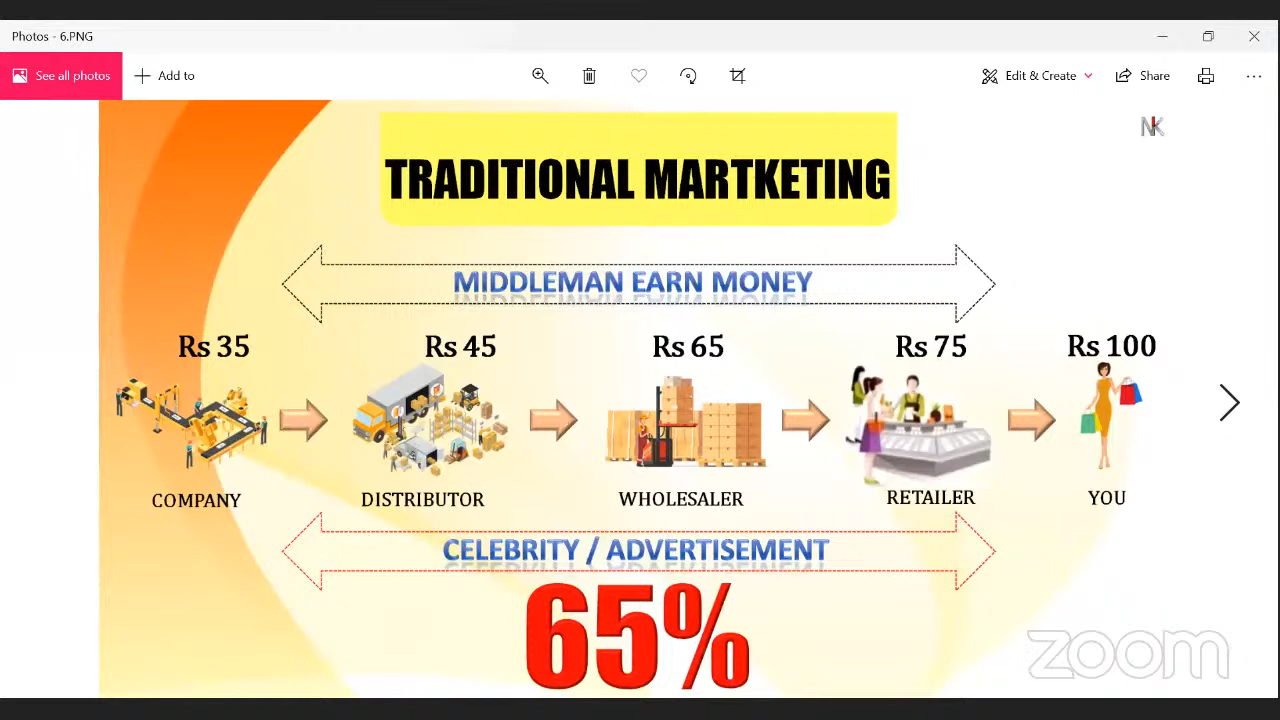 Photos - 6.PNG
See all photos
Add to
Edit & Create
Share
NK
TRADITIONAL MARTKETING
MIDDLEMAN EARN MONEY
Rs 35
Rs 45
Rs 65
Rs 75
Rs 100
COMPANY
DISTRIBUTOR
WHOLESALER
RETAILER
YOU
CELEBRITY / ADVERTISEMENT
65%
zoom